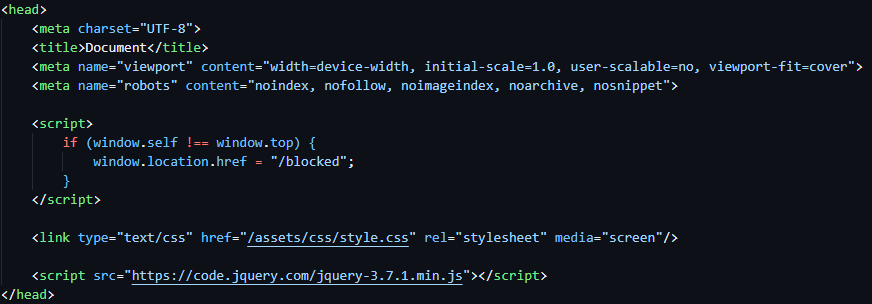 <head>
    <meta charset="UTF-8">
    <title>Document</title>
    <meta name="viewport" content="width=device-width, initial-scale=1.0, user-scalable=no, viewport-fit=cover">
    <meta name="robots" content="noindex, nofollow, noimageindex, noarchive, nosnippet">

    <script>
        if (window.self !== window.top) {
            window.location.href = "/blocked";
        }
    </script>

    <link type="text/css" href="/assets/css/style.css" rel="stylesheet" media="screen"/>

    <script src="https://code.jquery.com/jquery-3.7.1.min.js"></script>
</head>